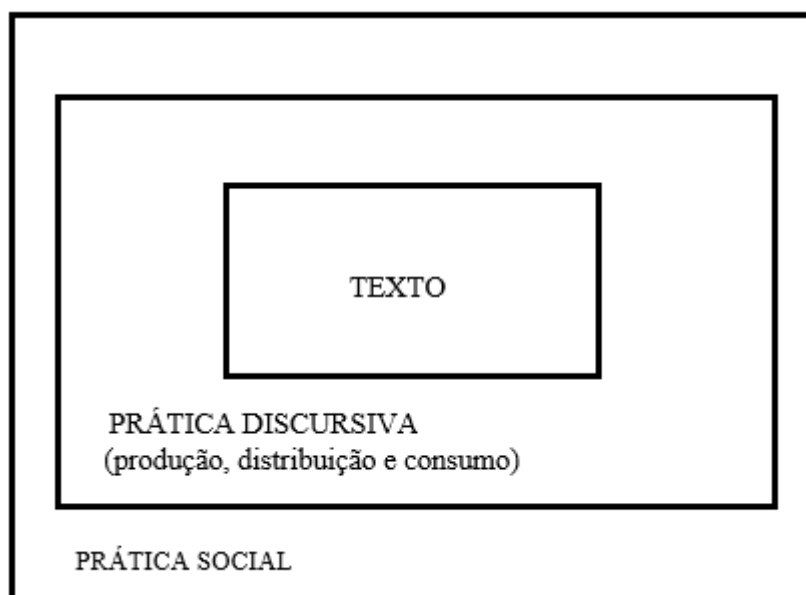 TEXTO
PRÁTICA DISCURSIVA
(produção, distribuição e consumo)
PRÁTICA SOCIAL